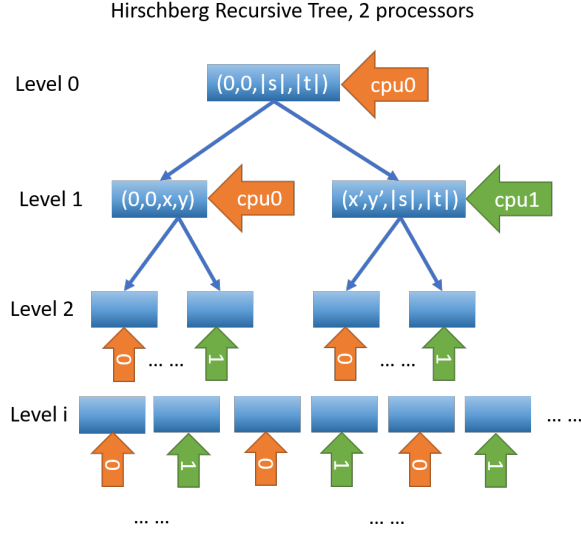 Hirschberg Recursive Tree, 2 processors
Level 0
(0,0,|s|,|t|)
cpu0
Level 1
(0,0,x,y)
cpu0
(x′,y′,|s|,|t|)
cpu1
Level 2
0
... ...
1
0
... ...
1
Level i
... ...
0
1
0
1
0
1
... ...
... ...